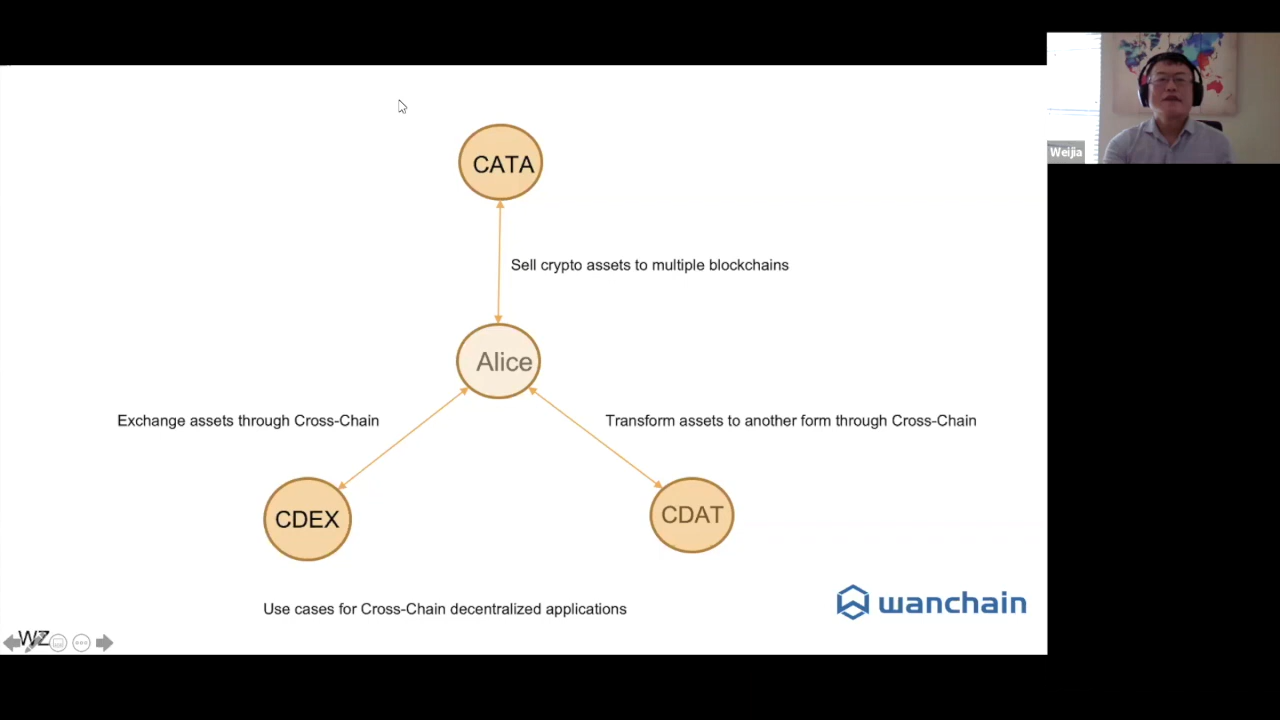 CATA
Weijia
Sell crypto assets to multiple blockchains
Alice
Exchange assets through Cross-Chain
Transform assets to another form through Cross-Chain
CDEX
CDAT
Use cases for Cross-Chain decentralized applications
wanchain
WZ